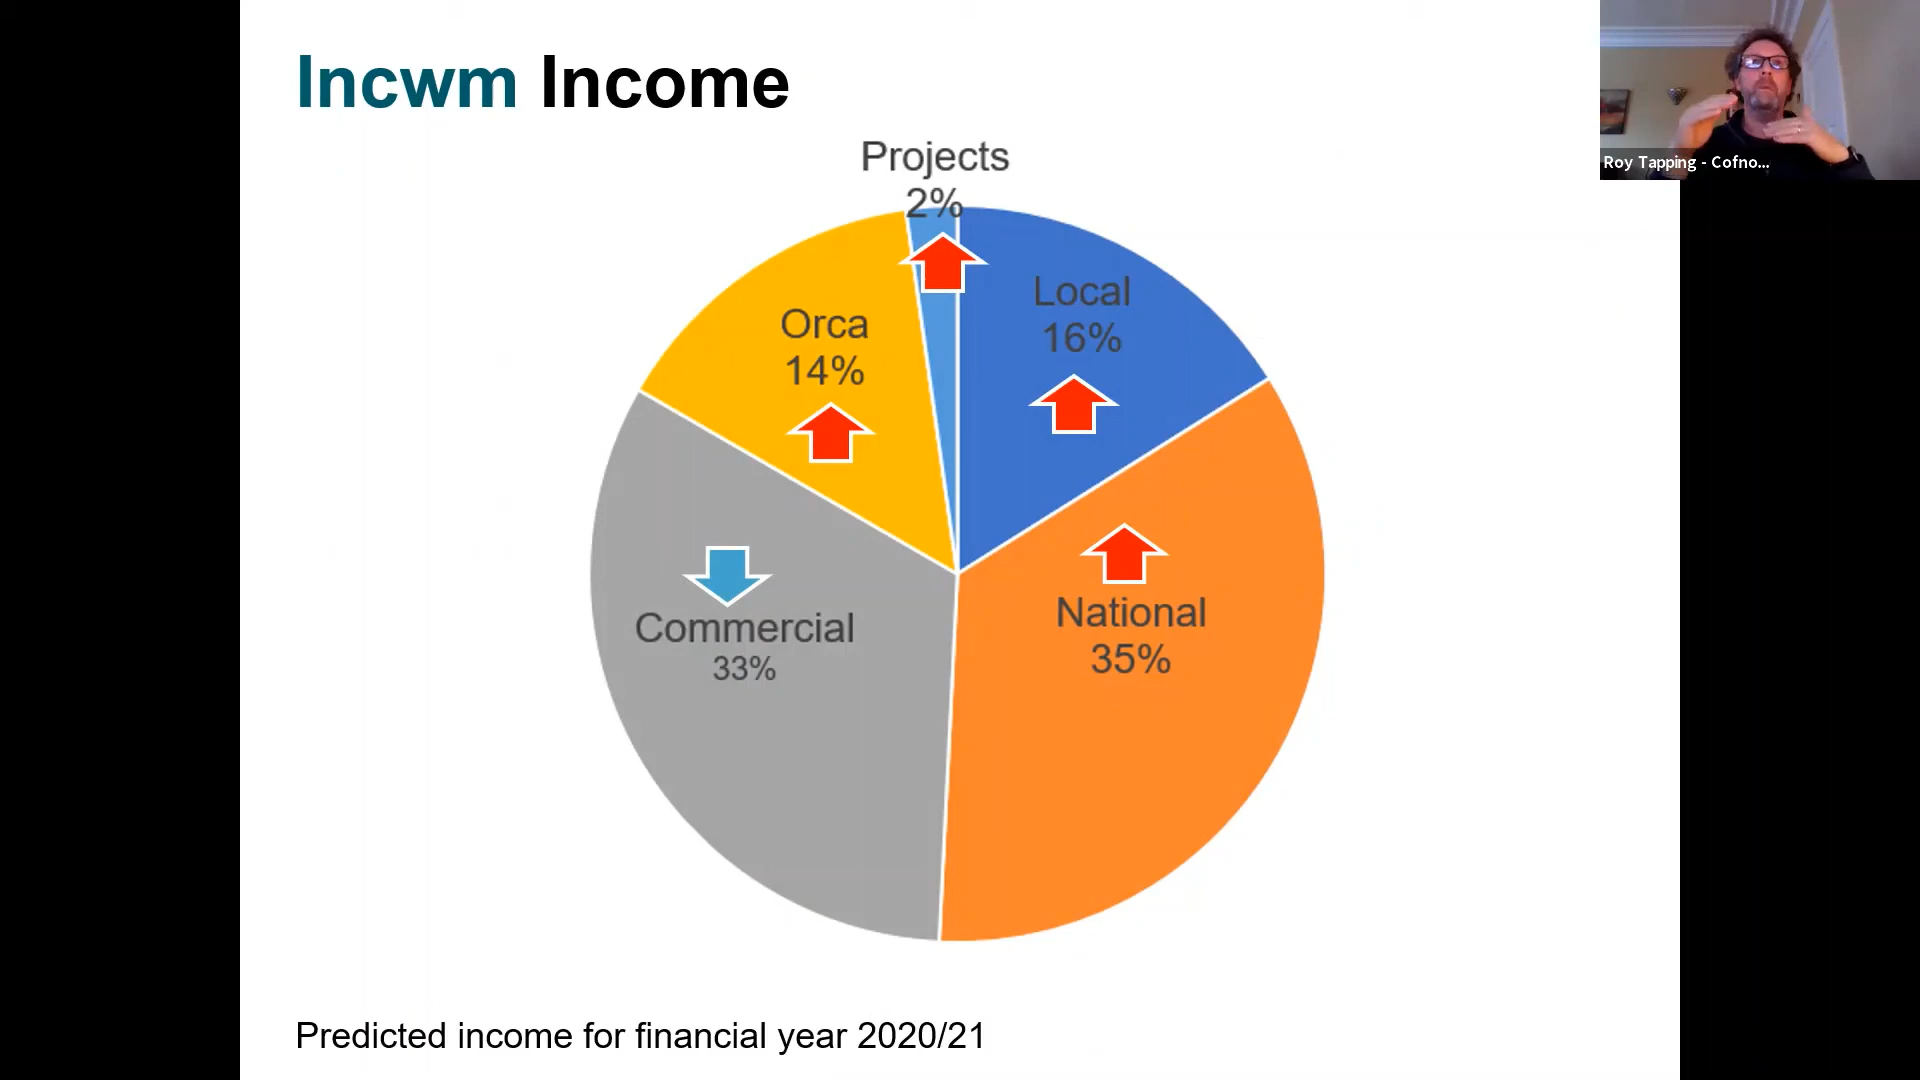 Incwm Income
Projects
2%
Local
16%
Orca
14%
National
35%
Commercial
33%
Predicted income for financial year 2020/21
Roy Tapping - Cofno...